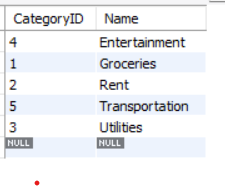 CategoryID Name
4 Entertainment
1 Groceries
2 Rent
5 Transportation
3 Utilities
NULL NULL